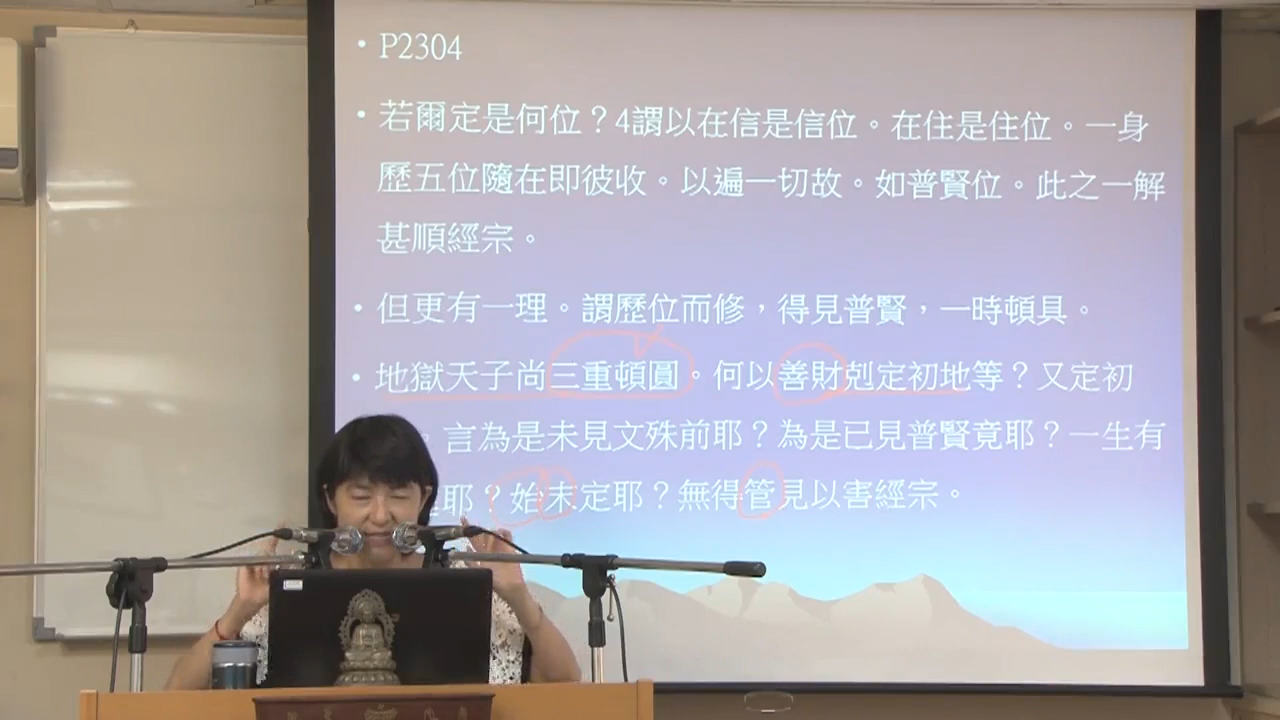 • P2304
• 若爾定是何位？4謂以在信是信位。在住是住位。一身
歷五位隨在即彼收。以遍一切故。如普賢位。此之一解
甚順經宗。
• 但更有一理。謂歷位而修，得見普賢，一時頓具。
• 地獄天子尚三重頓圓。何以善財剋定初地等？又定初
言為是未見文殊前耶？為是已見普賢竟耶？一生有
耶？始末定耶？無得管見以害經宗。